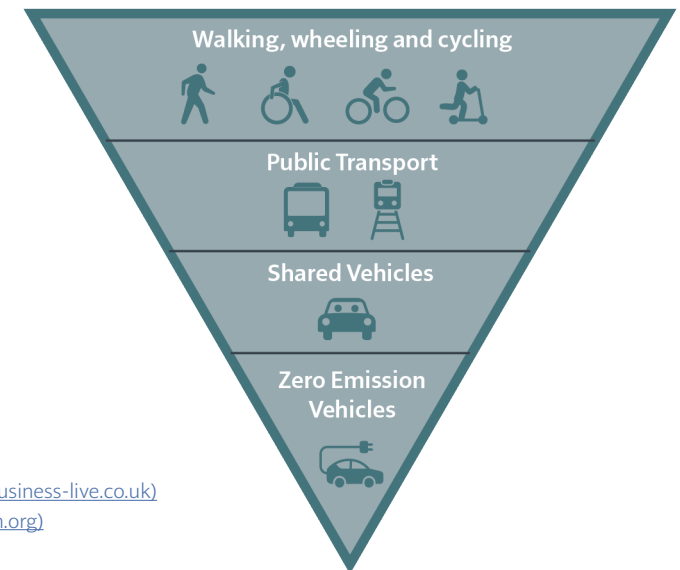 Walking, wheeling and cycling
Public Transport
Shared Vehicles
Zero Emission
Vehicles
usiness-live.co.uk)
n.org)